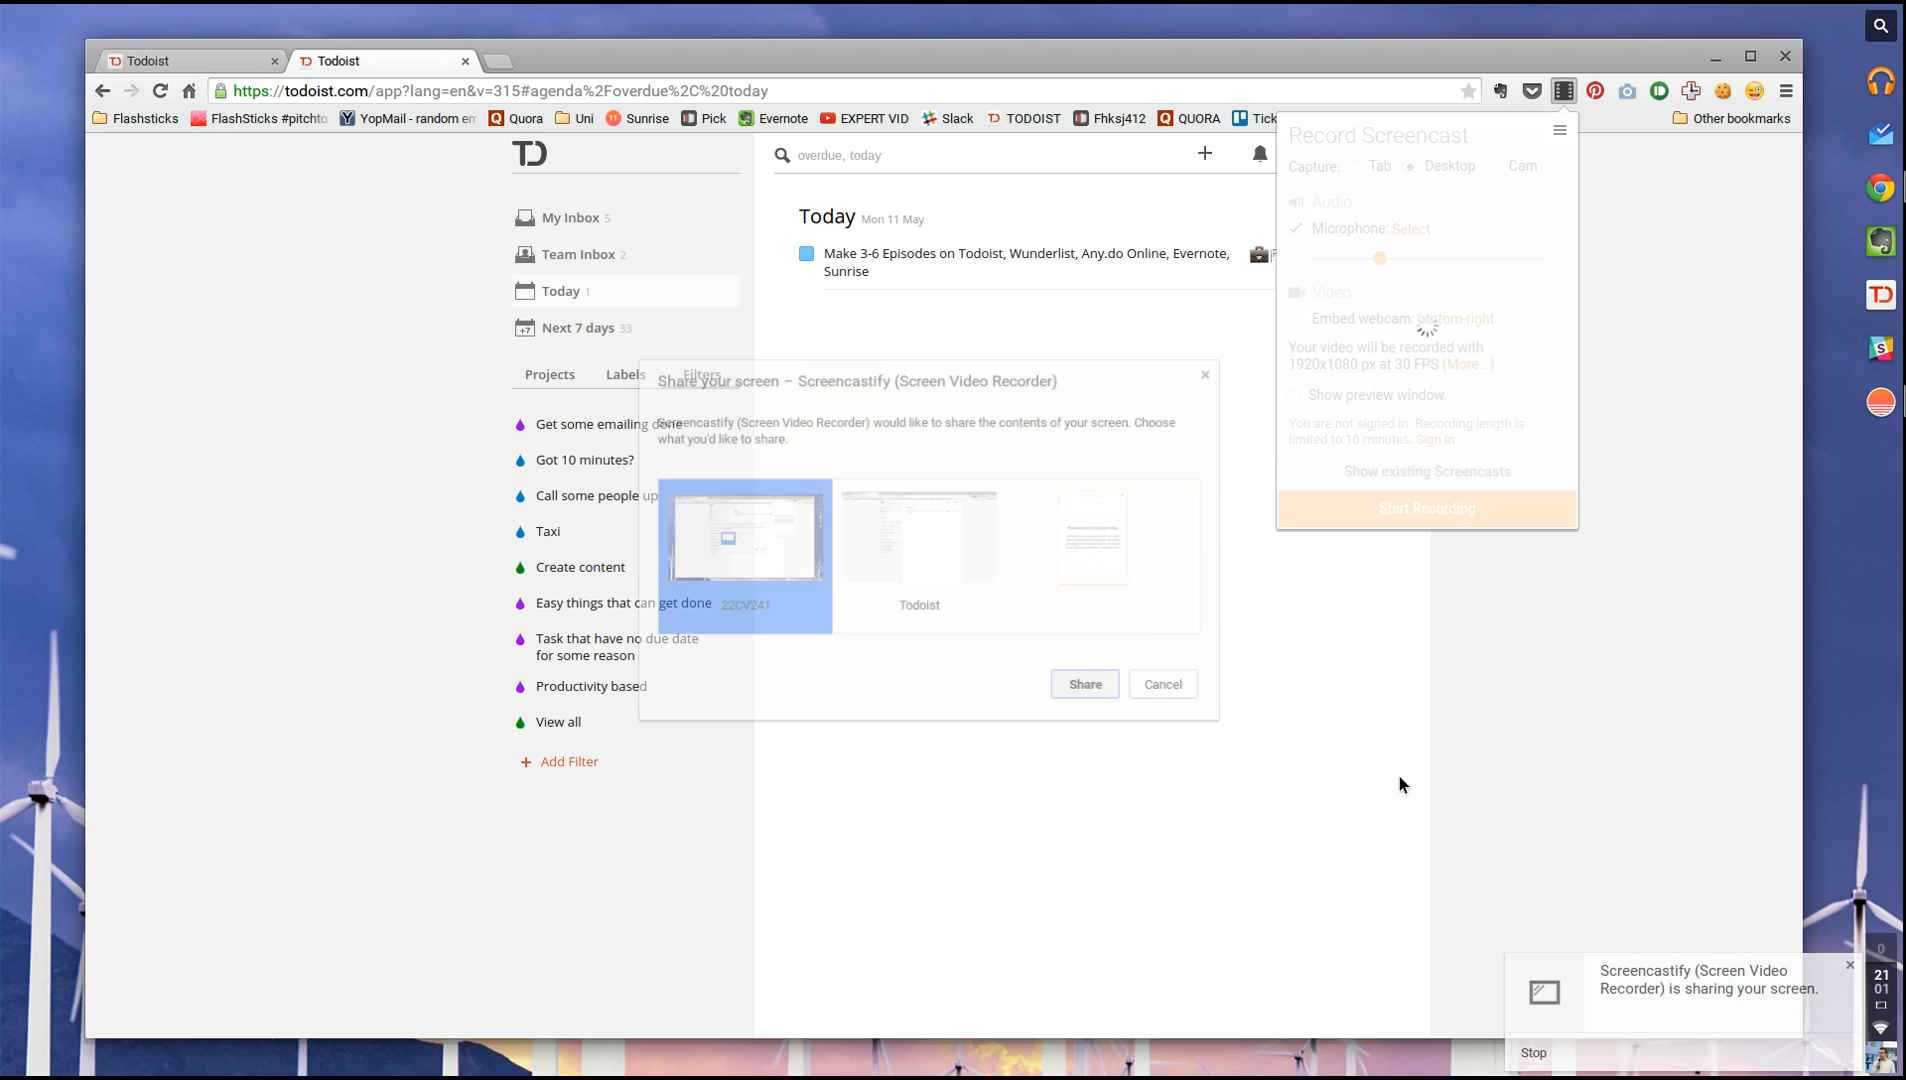 Todoist
Todoist
https://todoist.com/app?lang=en&v=315#agenda%2Foverdue%2C%20today
Flashsticks
FlashSticks #pitchto
YopMail - random em
Quora
Uni
Sunrise
Pick
Evernote
EXPERT VID
Slack
TODOIST
Fhksj412
QUORA
Tick
Other bookmarks
overdue, today
My Inbox 5
Team Inbox 2
Today 1
Next 7 days 33
Projects
Labels
Filters
Get some emailing done
Got 10 minutes?
Call some people up
Taxi
Create content
Easy things that can get done
Task that have no due date
for some reason
Productivity based
View all
+ Add Filter
Today Mon 11 May
Make 3-6 Episodes on Todoist, Wunderlist, Any.do Online, Evernote,
Sunrise
Share your screen – Screencastify (Screen Video Recorder)
Screencastify (Screen Video Recorder) would like to share the contents of your screen. Choose
what you'd like to share.
22CV241
Todoist
Share
Cancel
Record Screencast
Capture: Tab Desktop Cam
Audio
Microphone: Select
Video
Embed webcam: bottom-right
Your video will be recorded with
1920x1080 px at 30 FPS (More...)
Show preview window.
You are not signed in. Recording length is
limited to 10 minutes. Sign In
Show existing Screencasts
Start Recording
Screencastify (Screen Video
Recorder) is sharing your screen.
Stop
0
21
01